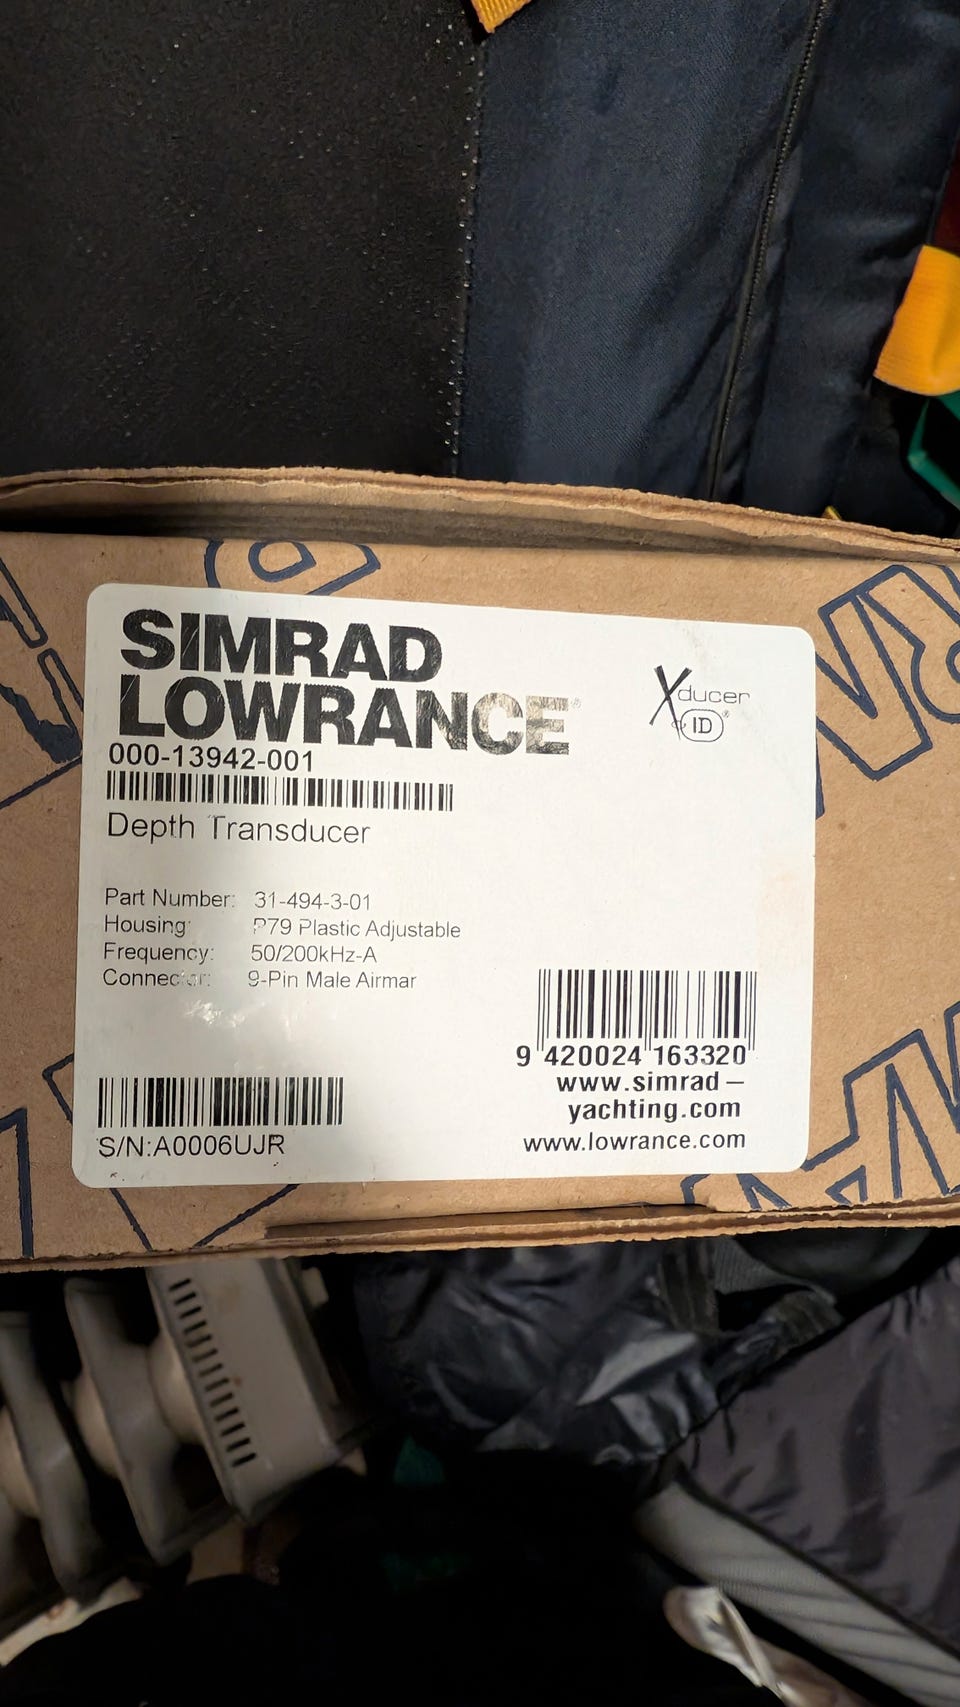 SIMRAD
LOWRANCE®
000-13942-001
Xducer
ID®
Depth Transducer
Part Number: 31-494-3-01
Housing: P79 Plastic Adjustable
Frequency: 50/200kHz-A
Connector: 9-Pin Male Airmar
9 420024 163320
www.simrad-
yachting.com
www.lowrance.com
S/N:A0006UJR